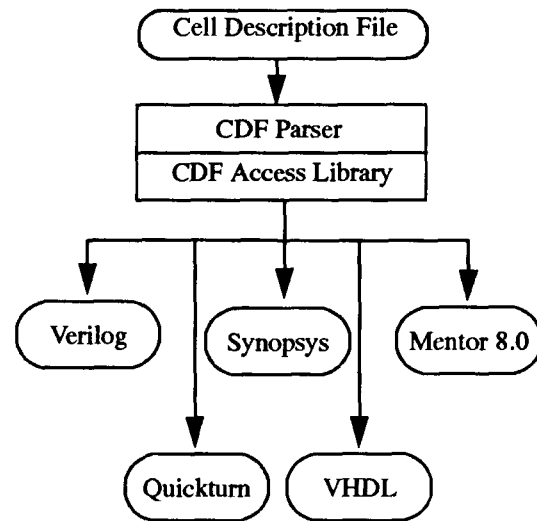 Cell Description File
CDF Parser
CDF Access Library
Verilog
Synopsys
Mentor 8.0
Quickturn
VHDL